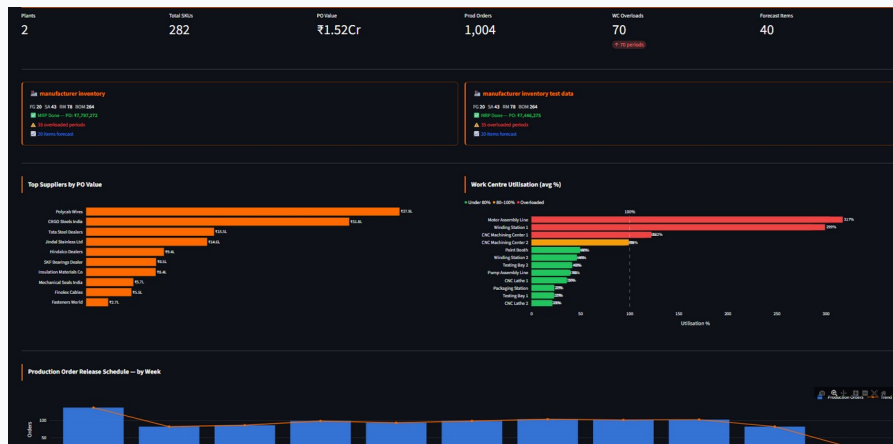 Plants
2
Total SKUs
282
PO Value
₹1.52Cr
Prod Orders
1,004
WC Overloads
70
↑ 70 periods
Forecast Items
40
manufacturer inventory
FG 20 SA 43 RM 78 BOM 264
MRP Done — PO: ₹7,797,272
overloaded periods
20 items forecast
manufacturer inventory test data
FG 20 SA 43 RM 78 BOM 264
MRP Done — PO:
overloaded periods
20 items forecast
Top Suppliers by PO Value
Polycab Wires
CRGO Steels India
Tata Steel Dealers
Jindal Stainless Ltd
Hindalco Dealers
SKF Bearings Dealer
Insulation Materials Co
Mechanical Seals India
Finolex Cables
Fasteners World
Work Centre Utilisation (avg %)
Under 80% 80–100% Overloaded
100%
Motor Assembly Line 317%
Winding Station 1 299%
CNC Machining Center 1
CNC Machining Center 2
Paint Booth
Winding Station 2
Testing Bay 2
Pump Assembly Line
CNC Lathe 1
Packaging Station
Testing Bay 1
CNC Lathe 2
0 50 100 150 200 250 300
Utilisation %
Production Order Release Schedule — by Week
Production Orders Trend
Orders
100
50